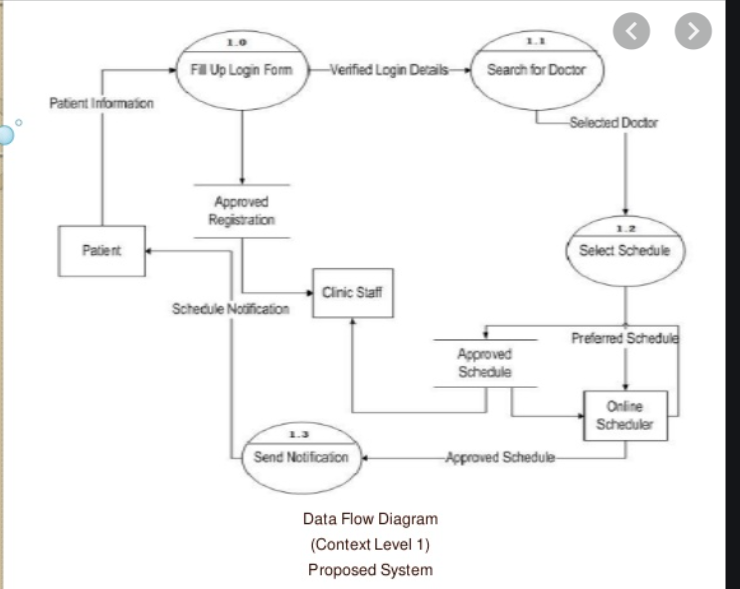 1.0
Fill Up Login Form
Verified Login Details
1.1
Search for Doctor
Patient Information
Selected Doctor
Approved
Registration
1.2
Select Schedule
Patient
Clinic Staff
Schedule Notification
Preferred Schedule
Approved
Schedule
Online
Scheduler
1.3
Send Notification
Approved Schedule
Data Flow Diagram
(Context Level 1)
Proposed System